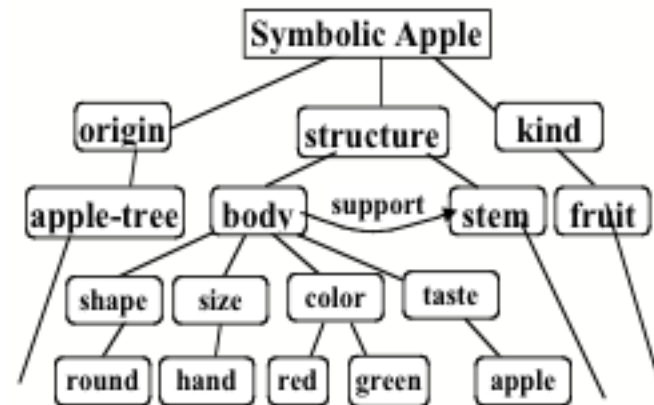 Symbolic Apple
origin
structure
kind
apple-tree
body
support
stem
fruit
shape
size
color
taste
round
hand
red
green
apple